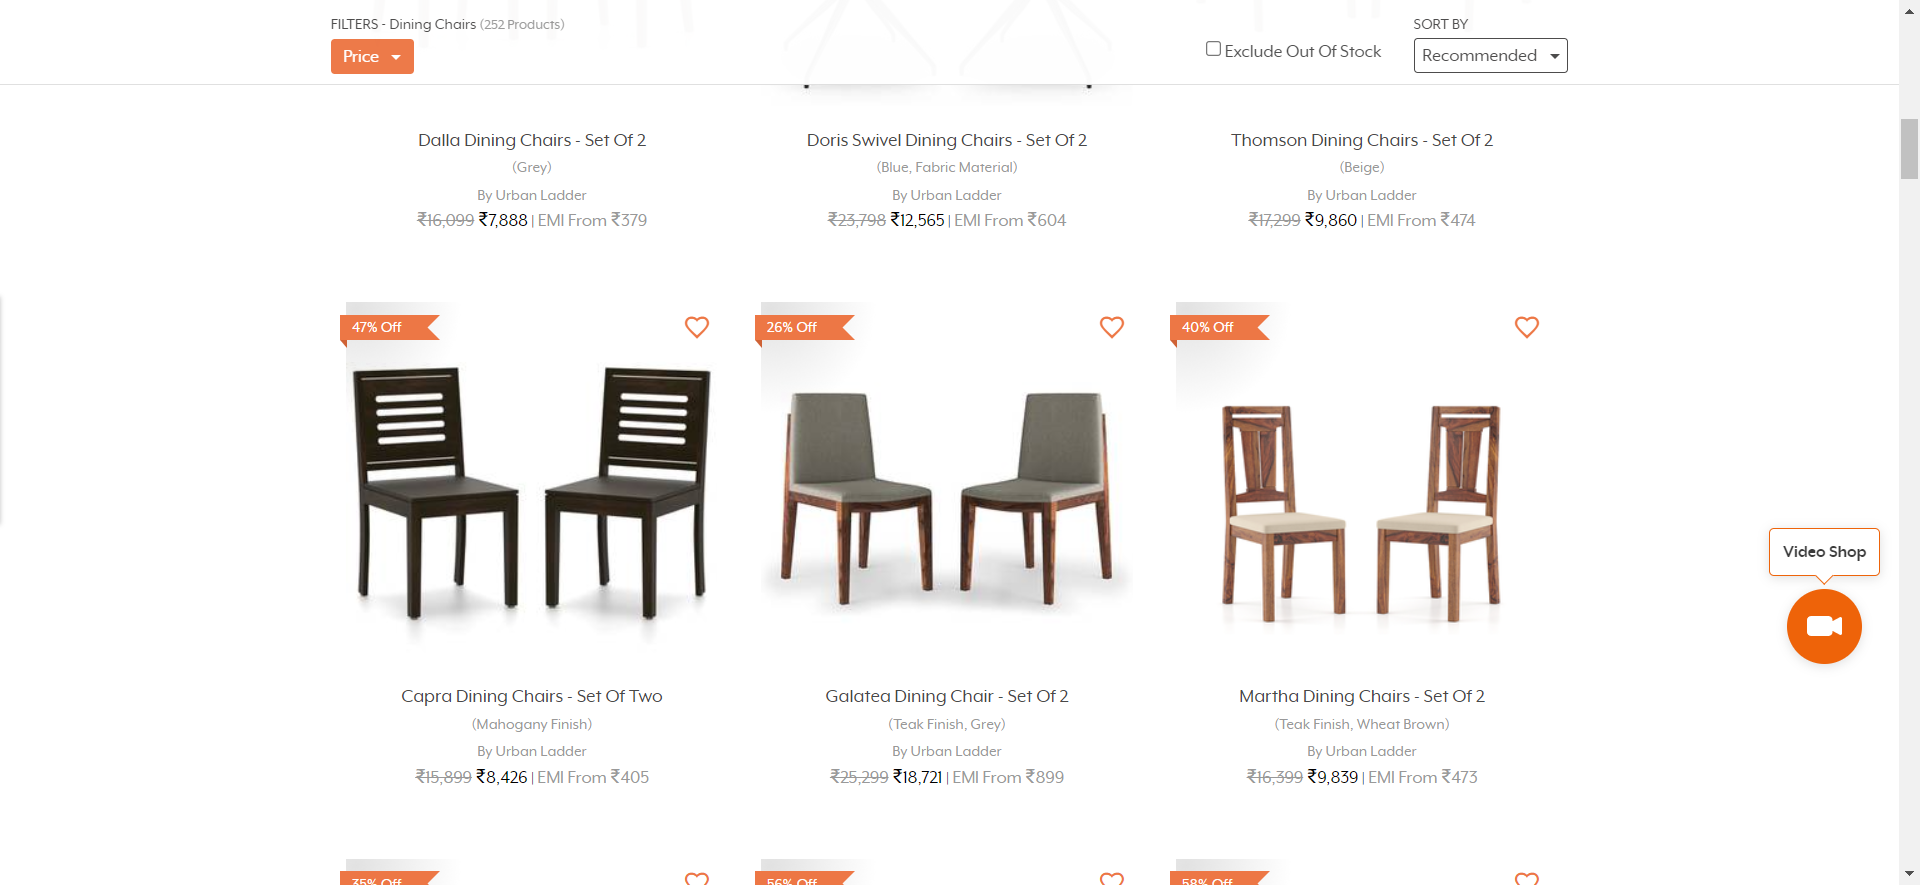 FILTERS - Dining Chairs (252 Products)
Price
Exclude Out Of Stock
SORT BY
Recommended
Dalla Dining Chairs - Set Of 2
(Grey)
By Urban Ladder
₹16,099 ₹7,888 | EMI From ₹379
Doris Swivel Dining Chairs - Set Of 2
(Blue, Fabric Material)
By Urban Ladder
₹23,798 ₹12,565 | EMI From ₹604
Thomson Dining Chairs - Set Of 2
(Beige)
By Urban Ladder
₹17,299 ₹9,860 | EMI From ₹474
47% Off
26% Off
40% Off
Capra Dining Chairs - Set Of Two
(Mahogany Finish)
By Urban Ladder
₹15,899 ₹8,426 | EMI From ₹405
Galatea Dining Chair - Set Of 2
(Teak Finish, Grey)
By Urban Ladder
₹25,299 ₹18,721 | EMI From ₹899
Martha Dining Chairs - Set Of 2
(Teak Finish, Wheat Brown)
By Urban Ladder
₹16,399 ₹9,839 | EMI From ₹473
Video Shop
35% Off
56% Off
58% Off